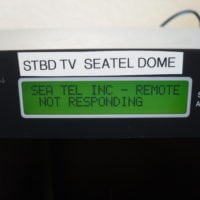 STBD TV SEATEL DOME
SEA TEL INC - REMOTE
NOT RESPONDING